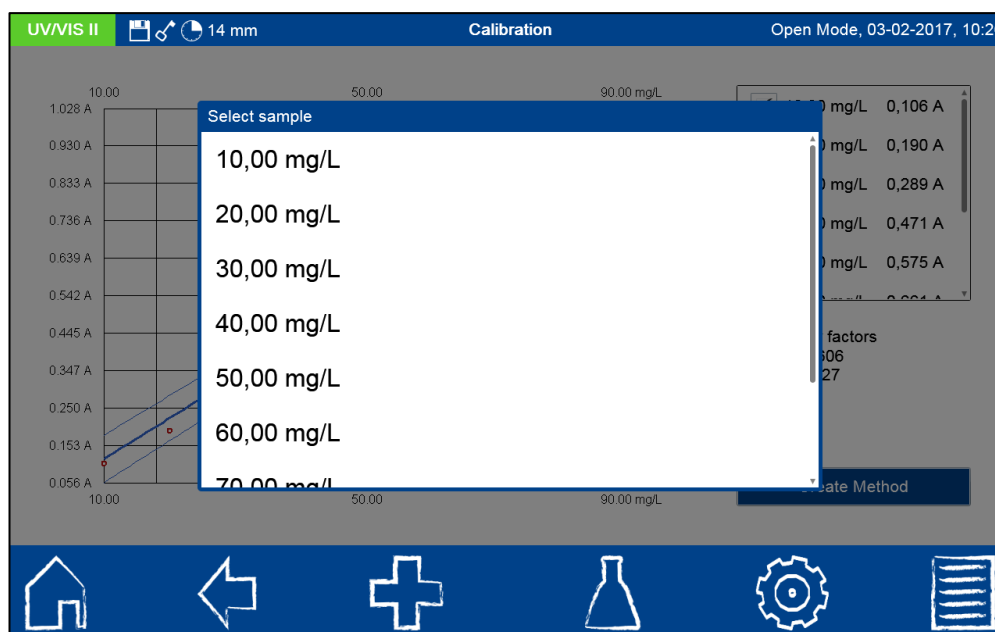 UV/VIS II 14 mm Calibration Open Mode, 03-02-2017, 10:2
10.00 50.00 90.00 mg/L
1.028 A
0.930 A
0.833 A
0.736 A
0.639 A
0.542 A
0.445 A
0.347 A
0.250 A
0.153 A
0.056 A
10.00 50.00 90.00 mg/L
Select sample
10,00 mg/L
20,00 mg/L
30,00 mg/L
40,00 mg/L
50,00 mg/L
60,00 mg/L
70,00 mg/L
mg/L 0,106 A
mg/L 0,190 A
mg/L 0,289 A
mg/L 0,471 A
mg/L 0,575 A
factors
Method